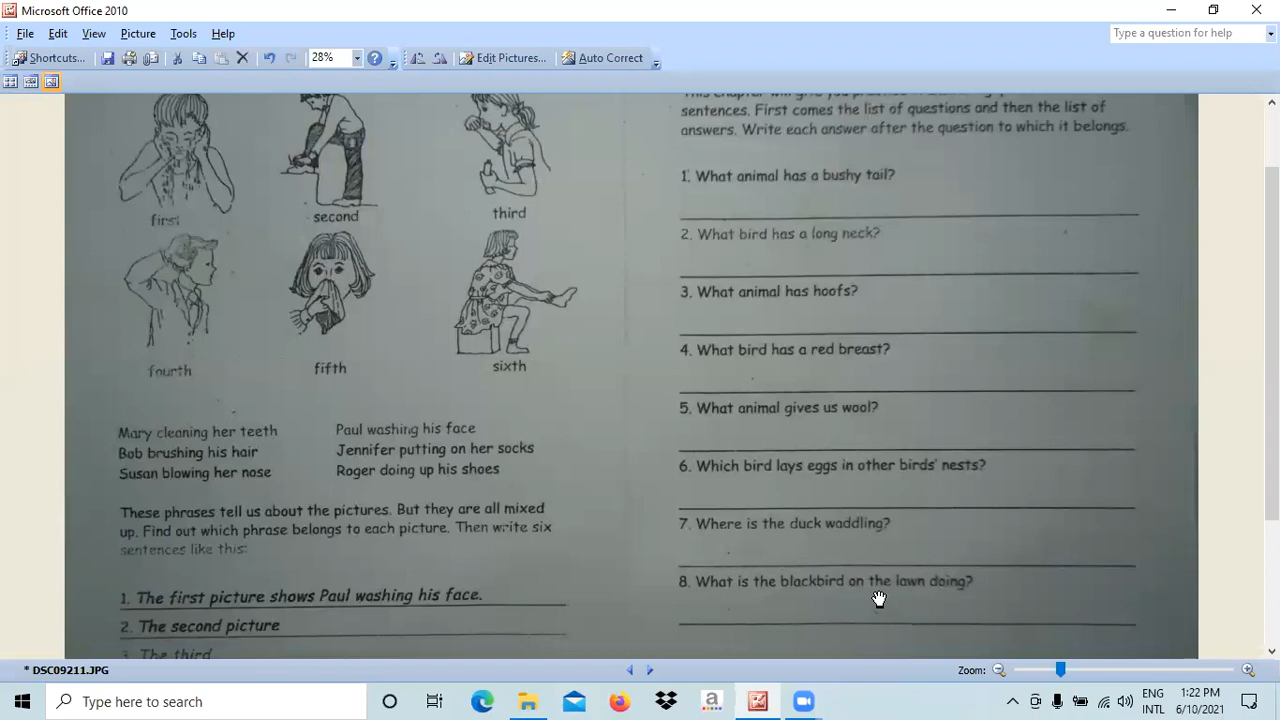 Microsoft Office 2010
File Edit View Picture Tools Help
Type a question for help
Shortcuts...
28%
Edit Pictures...
Auto Correct
first
second
third
fourth
fifth
sixth
Mary cleaning her teeth
Bob brushing his hair
Susan blowing her nose
Paul washing his face
Jennifer putting on her socks
Roger doing up his shoes
These phrases tell us about the pictures. But they are all mixed
up. Find out which phrase belongs to each picture. Then write six
sentences like this:
1. The first picture shows Paul washing his face.
2. The second picture
3. The third
sentences. First comes the list of questions and then the list of
answers. Write each answer after the question to which it belongs.
1. What animal has a bushy tail?
2. What bird has a long neck?
3. What animal has hoofs?
4. What bird has a red breast?
5. What animal gives us wool?
6. Which bird lays eggs in other birds' nests?
7. Where is the duck waddling?
8. What is the blackbird on the lawn doing?
* DSC09211.JPG
Zoom:
Type here to search
a
ENG
INTL
1:22 PM
6/10/2021